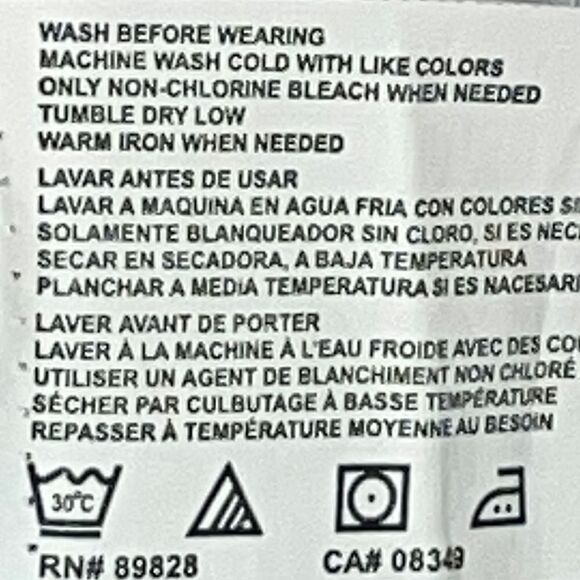 WASH BEFORE WEARING
MACHINE WASH COLD WITH LIKE COLORS
ONLY NON-CHLORINE BLEACH WHEN NEEDED
TUMBLE DRY LOW
WARM IRON WHEN NEEDED
LAVAR ANTES DE USAR
LAVAR A MAQUINA EN AGUA FRIA CON COLORES
SOLAMENTE BLANQUEADOR SIN CLORO, SI ES
SECAR EN SECADORA, A BAJA TEMPERATURA
PLANCHAR A MEDIA TEMPERATURA SI ES
LAVER AVANT DE PORTER
LAVER À LA MACHINE À L'EAU FROIDE AVEC DES
UTILISER UN AGENT DE BLANCHIMENT NON CHLORÉ
SÉCHER PAR CULBUTAGE À BASSE TEMPÉRATURE
REPASSER À TEMPÉRATURE MOYENNE AU BESOIN
30°C
RN# 89828 CA# 08349